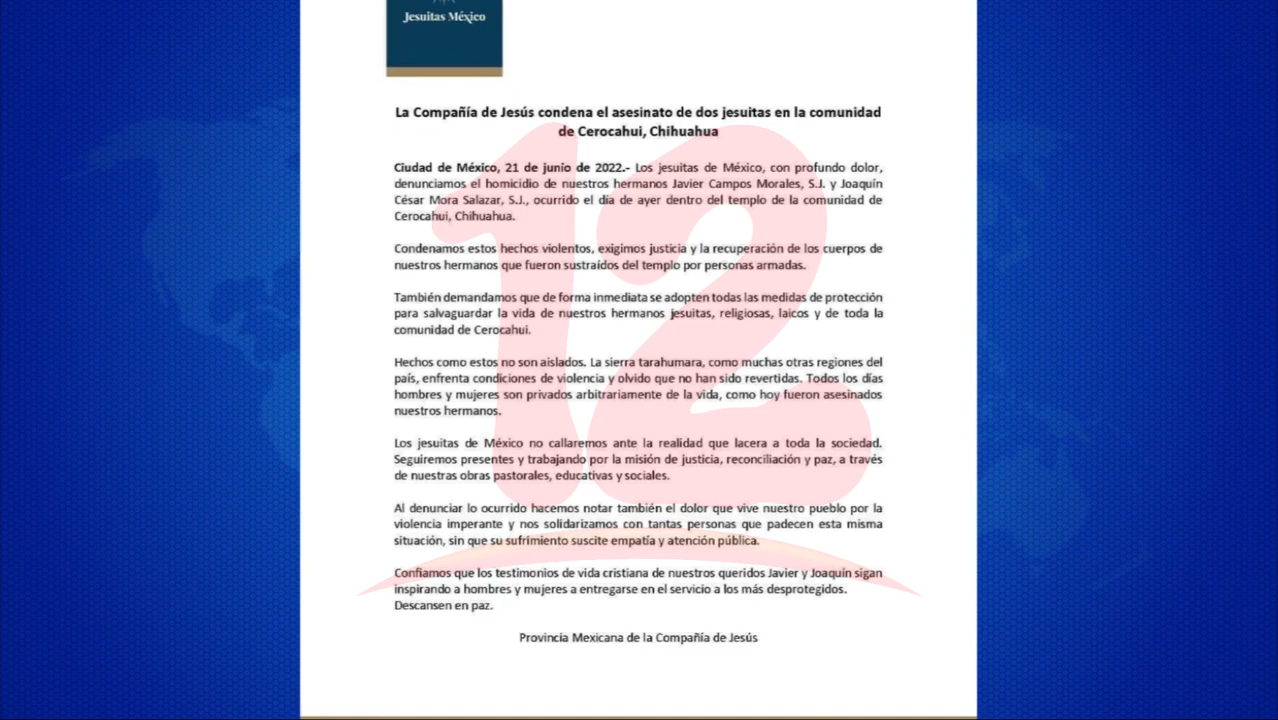 Jesuitas México
La Compañía de Jesús condena el asesinato de dos jesuitas en la comunidad
de Cerocahui, Chihuahua
Ciudad de México, 21 de junio de 2022.- Los jesuitas de México, con profundo dolor,
denunciamos el homicidio de nuestros hermanos Javier Campos Morales, S.J. y Joaquín
César Mora Salazar, S.J., ocurrido el día de ayer dentro del templo de la comunidad de
Cerocahui, Chihuahua.
Condenamos estos hechos violentos, exigimos justicia y la recuperación de los cuerpos de
nuestros hermanos que fueron sustraídos del templo por personas armadas.
También demandamos que de forma inmediata se adopten todas las medidas de protección
para salvaguardar la vida de nuestros hermanos jesuitas, religiosas, laicos y de toda la
comunidad de Cerocahui.
Hechos como estos no son aislados. La sierra tarahumara, como muchas otras regiones del
país, enfrenta condiciones de violencia y olvido que no han sido revertidas. Todos los días
hombres y mujeres son privados arbitrariamente de la vida, como hoy fueron asesinados
nuestros hermanos.
Los jesuitas de México no callaremos ante la realidad que lacera a toda la sociedad.
Seguiremos presentes y trabajando por la misión de justicia, reconciliación y paz, a través
de nuestras obras pastorales, educativas y sociales.
Al denunciar lo ocurrido hacemos notar también el dolor que vive nuestro pueblo por la
violencia imperante y nos solidarizamos con tantas personas que padecen esta misma
situación, sin que su sufrimiento suscite empatía y atención pública.
Confiamos que los testimonios de vida cristiana de nuestros queridos Javier y Joaquín sigan
inspirando a hombres y mujeres a entregarse en el servicio a los más desprotegidos.
Descansen en paz.
Provincia Mexicana de la Compañía de Jesús
12